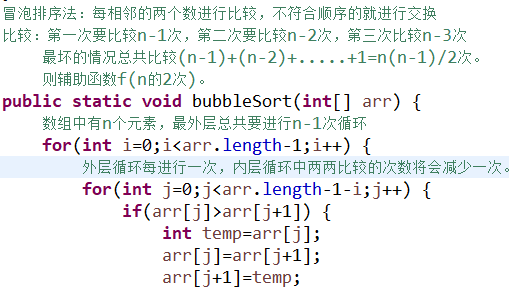 冒泡排序法：每相邻的两个数进行比较，不符合顺序的就进行交换
比较：第一次要比较n-1次，第二次要比较n-2次，第三次比较n-3次
最坏的情况总共比较(n-1)+(n-2)+.....+1=n(n-1)/2次。
则辅助函数f(n的2次)。
public static void bubbleSort(int[] arr) {
数组中有n个元素，最外层总共要进行n-1次循环
for(int i=0;i<arr.length-1;i++) {
外层循环每进行一次，内层循环中两两比较的次数将会减少一次。
for(int j=0;j<arr.length-1-i;j++) {
if(arr[j]>arr[j+1]) {
int temp=arr[j];
arr[j]=arr[j+1];
arr[j+1]=temp;